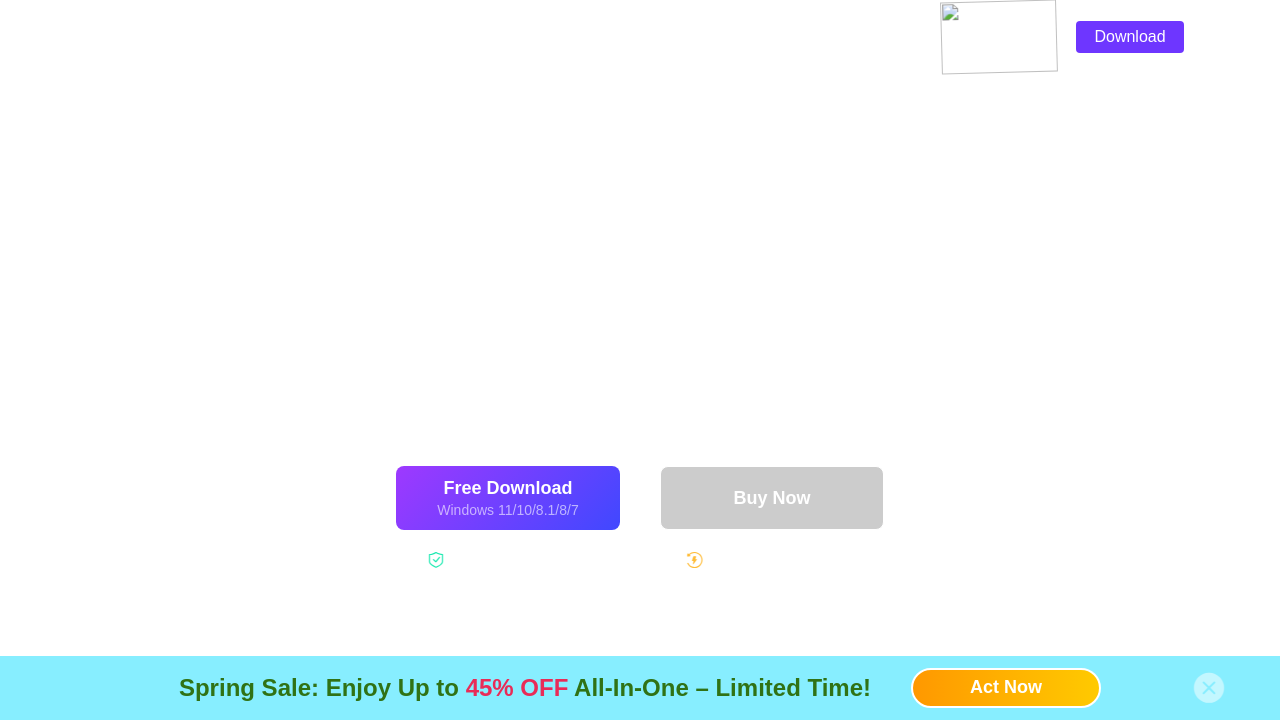 Download
Free Download
Windows 11/10/8.1/8/7
Buy Now
Spring Sale: Enjoy Up to 45% OFF All-In-One – Limited Time!
Act Now